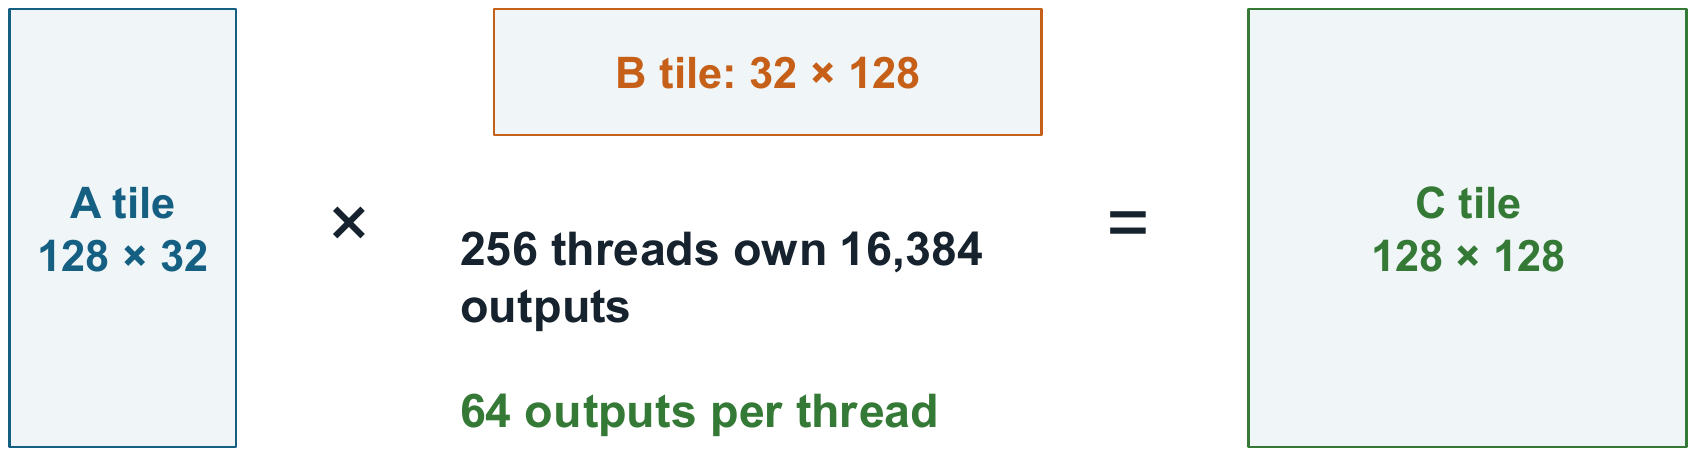 A tile
128 × 32
×
B tile: 32 × 128
256 threads own 16,384
outputs
64 outputs per thread
=
C tile
128 × 128